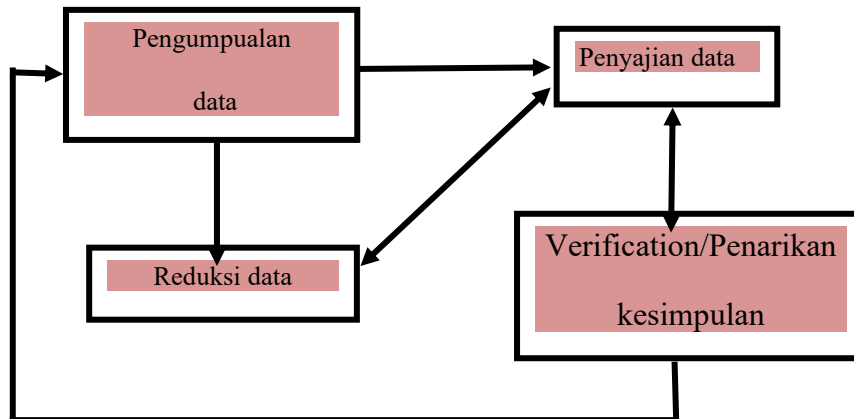 Pengumpualan
data
Penyajian data
Reduksi data
Verification/Penarikan
kesimpulan